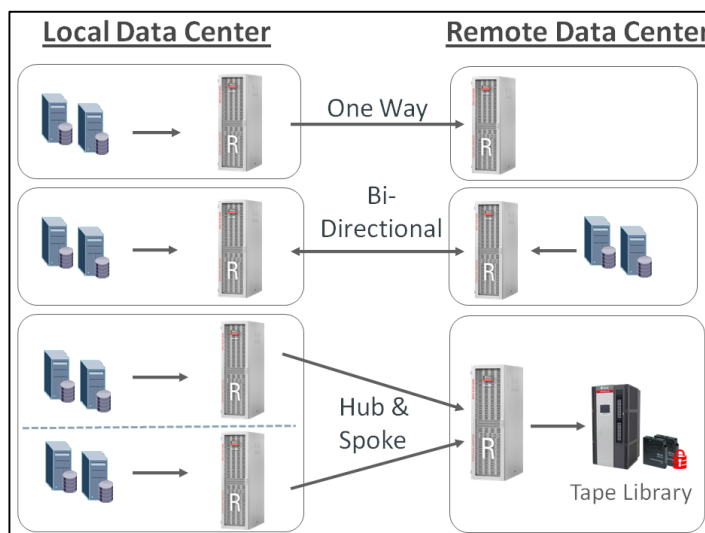 Local Data Center
Remote Data Center
One Way
R
R
Bi-
Directional
R
R
R
Hub &
Spoke
R
R
Tape Library